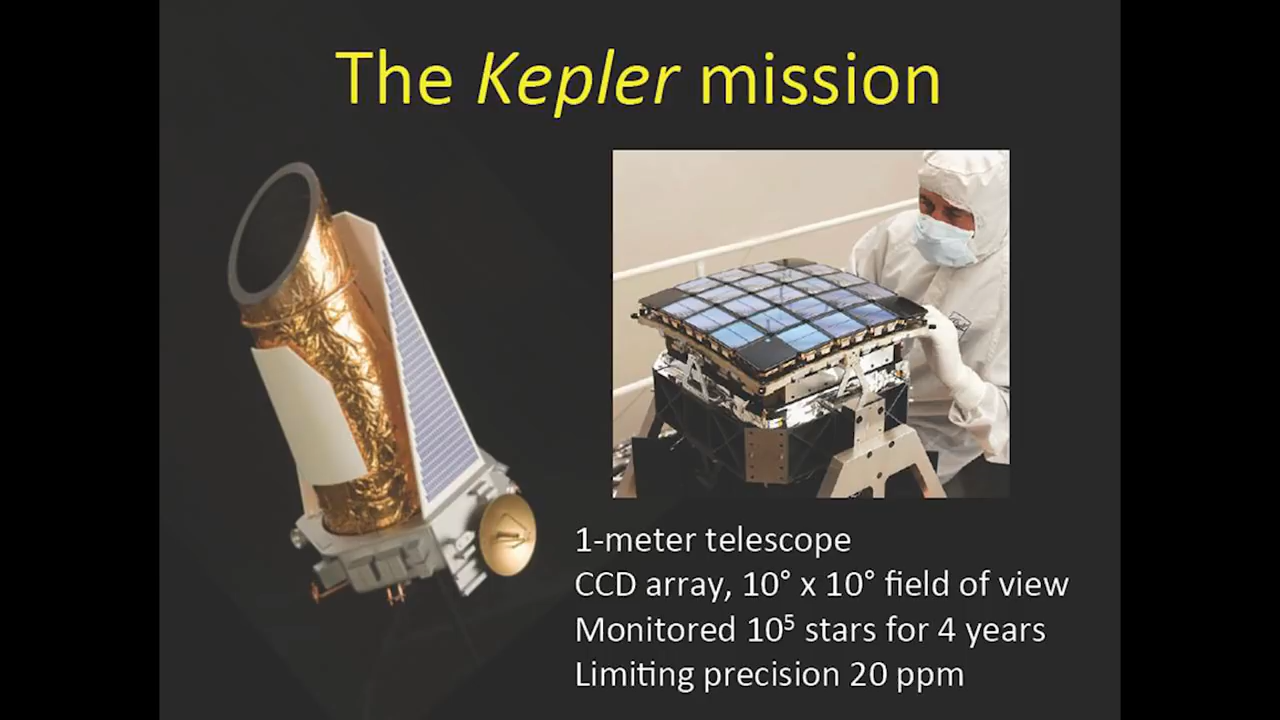 The Kepler mission
1-meter telescope
CCD array, 10° x 10° field of view
Monitored 10⁵ stars for 4 years
Limiting precision 20 ppm